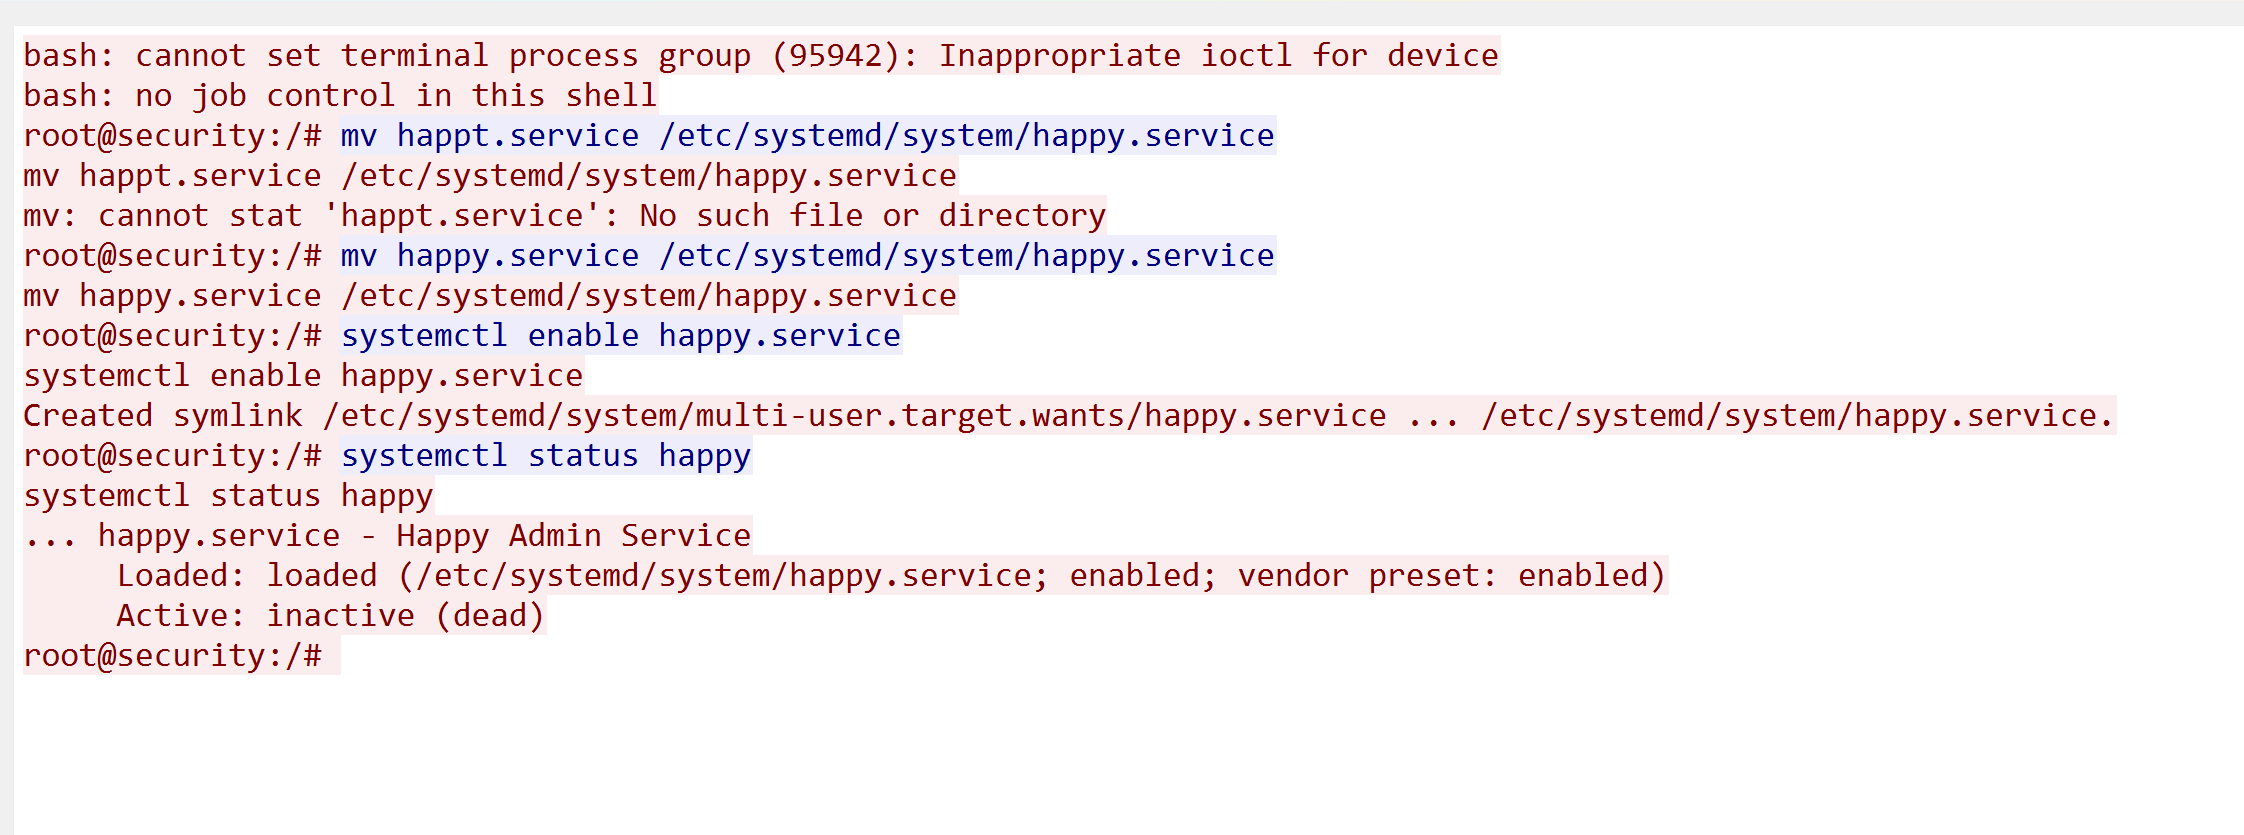 bash: cannot set terminal process group (95942): Inappropriate ioctl for device
bash: no job control in this shell
root@security:/# mv happt.service /etc/systemd/system/happy.service
mv happt.service /etc/systemd/system/happy.service
mv: cannot stat 'happt.service': No such file or directory
root@security:/# mv happy.service /etc/systemd/system/happy.service
mv happy.service /etc/systemd/system/happy.service
root@security:/# systemctl enable happy.service
systemctl enable happy.service
Created symlink /etc/systemd/system/multi-user.target.wants/happy.service ... /etc/systemd/system/happy.service.
root@security:/# systemctl status happy
systemctl status happy
... happy.service - Happy Admin Service
     Loaded: loaded (/etc/systemd/system/happy.service; enabled; vendor preset: enabled)
     Active: inactive (dead)
root@security:/#